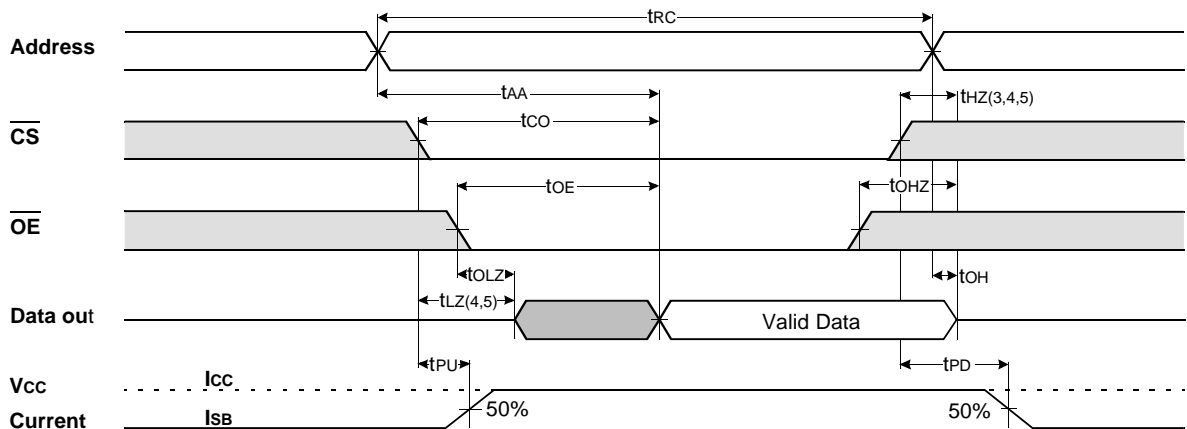 tRC
Address
tAA
tHZ(3,4,5)
CS
tCO
tOE
tOHZ
OE
tOLZ
tOH
tLZ(4,5)
Data out
Valid Data
tPU
tPD
VCC
ICC
50%
50%
Current
ISB